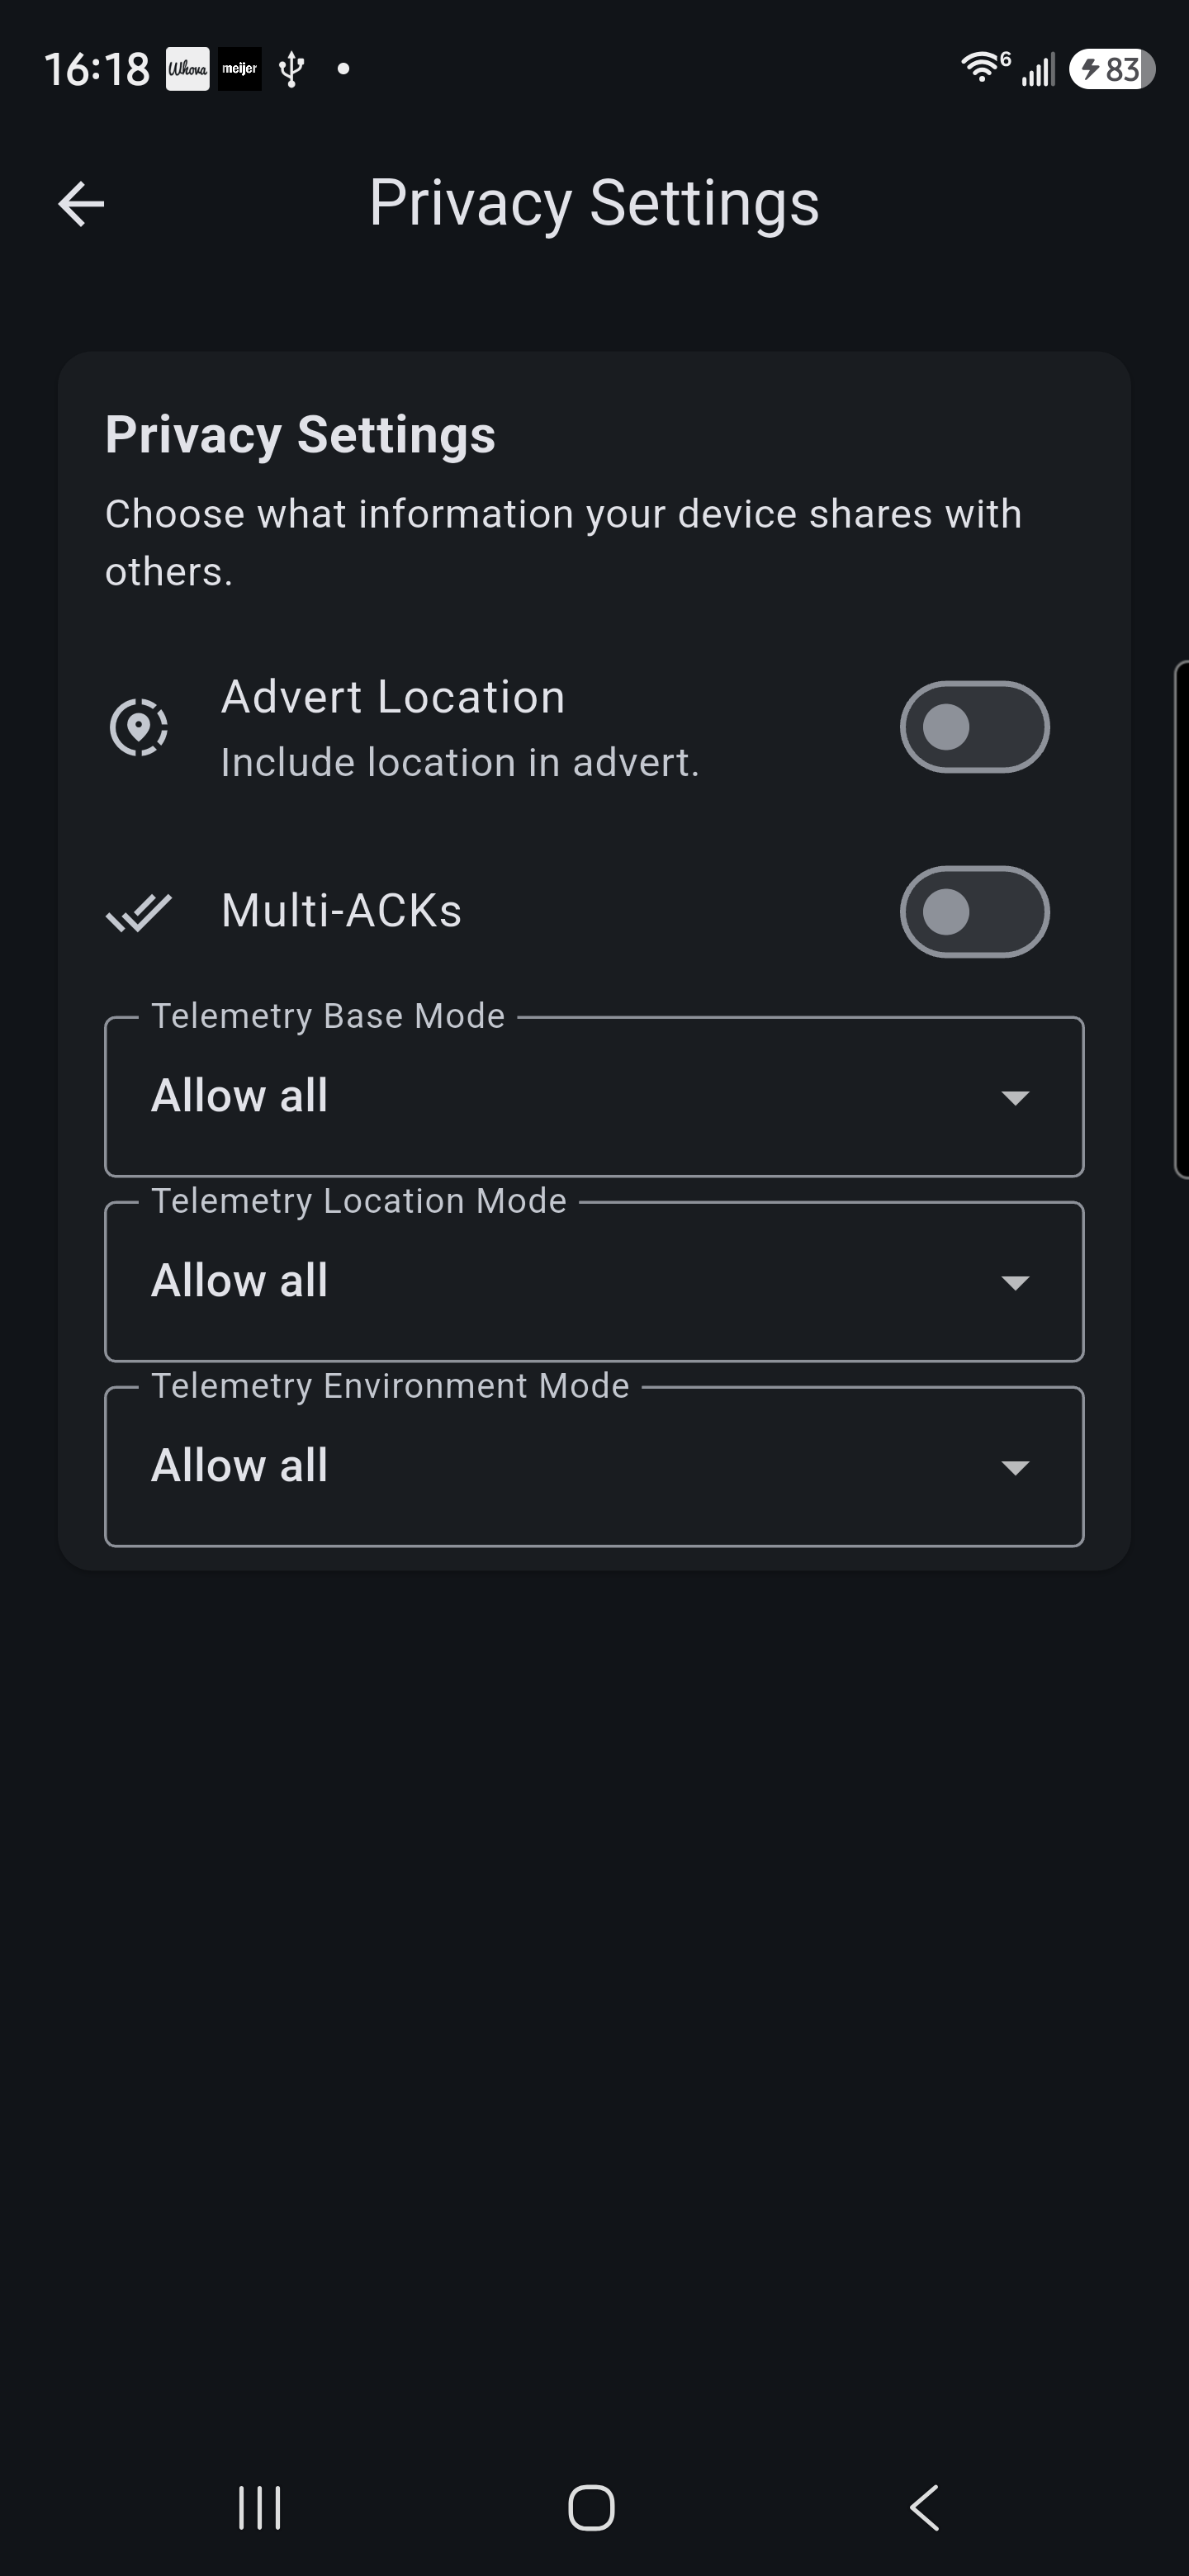 16:18 Whova meijer 6 83
Privacy Settings
Privacy Settings
Choose what information your device shares with
others.
Advert Location
Include location in advert.
Multi-ACKs
Telemetry Base Mode
Allow all
Telemetry Location Mode
Allow all
Telemetry Environment Mode
Allow all